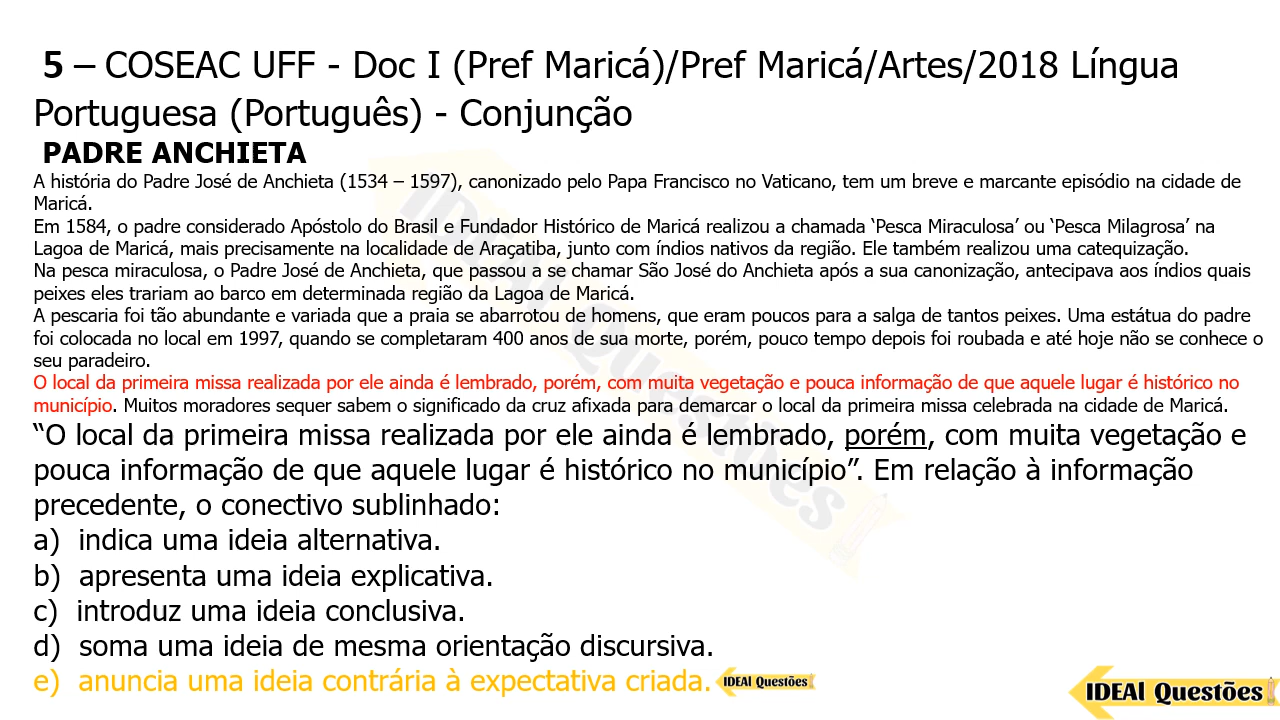 5 – COSEAC UFF - Doc I (Pref Maricá)/Pref Maricá/Artes/2018 Língua
Portuguesa (Português) - Conjunção
PADRE ANCHIETA
A história do Padre José de Anchieta (1534 – 1597), canonizado pelo Papa Francisco no Vaticano, tem um breve e marcante episódio na cidade de
Maricá.
Em 1584, o padre considerado Apóstolo do Brasil e Fundador Histórico de Maricá realizou a chamada ‘Pesca Miraculosa’ ou ‘Pesca Milagrosa’ na
Lagoa de Maricá, mais precisamente na localidade de Araçatiba, junto com índios nativos da região. Ele também realizou uma catequização.
Na pesca miraculosa, o Padre José de Anchieta, que passou a se chamar São José do Anchieta após a sua canonização, antecipava aos índios quais
peixes eles trariam ao barco em determinada região da Lagoa de Maricá.
A pescaria foi tão abundante e variada que a praia se abarrotou de homens, que eram poucos para a salga de tantos peixes. Uma estátua do padre
foi colocada no local em 1997, quando se completaram 400 anos de sua morte, porém, pouco tempo depois foi roubada e até hoje não se conhece o
seu paradeiro.
O local da primeira missa realizada por ele ainda é lembrado, porém, com muita vegetação e pouca informação de que aquele lugar é histórico no
município. Muitos moradores sequer sabem o significado da cruz afixada para demarcar o local da primeira missa celebrada na cidade de Maricá.
“O local da primeira missa realizada por ele ainda é lembrado, porém, com muita vegetação e
pouca informação de que aquele lugar é histórico no município”. Em relação à informação
precedente, o conectivo sublinhado:
a) indica uma ideia alternativa.
b) apresenta uma ideia explicativa.
c) introduz uma ideia conclusiva.
d) soma uma ideia de mesma orientação discursiva.
e) anuncia uma ideia contrária à expectativa criada.
IDEAl Questões
IDEAl Questões
IDEAl Questões